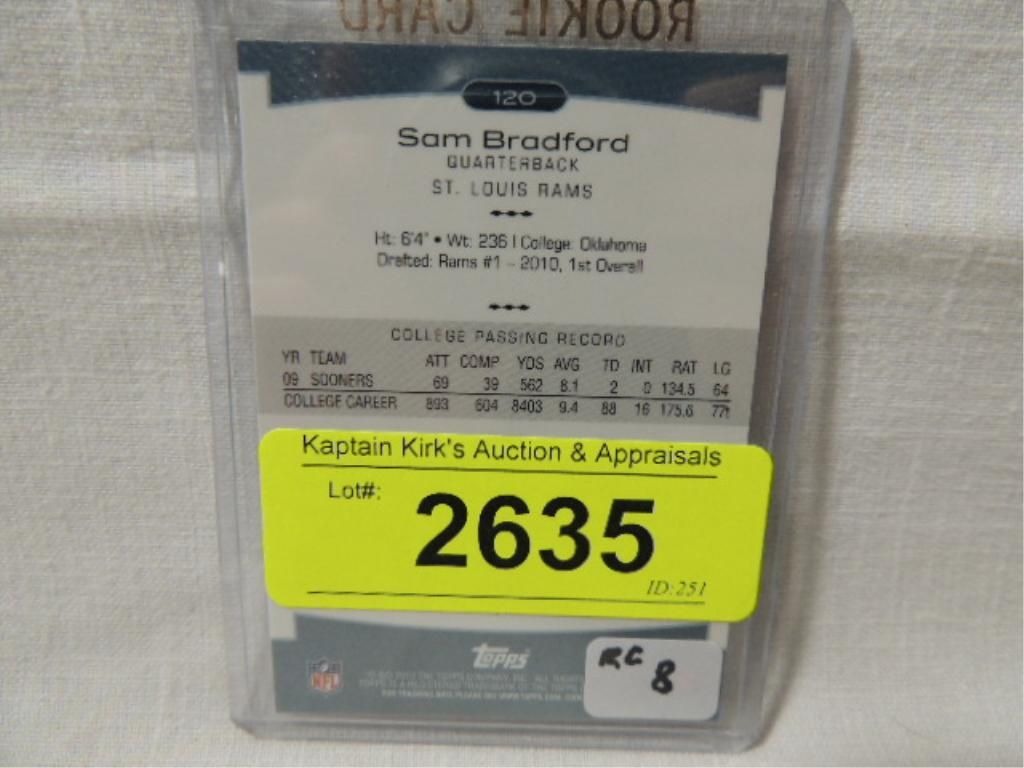 ROOKIE CARD
120
Sam Bradford
QUARTERBACK
ST. LOUIS RAMS
Ht: 6'4" • Wt: 236 | College: Oklahoma
Drafted: Rams #1 – 2010, 1st Overall
COLLEGE PASSING RECORD
YR TEAM ATT COMP YDS AVG TD INT RAT LG
09 SOONERS 69 39 562 8.1 2 0 134.5 64
COLLEGE CAREER 893 604 8403 9.4 88 16 175.6 77t
Kaptain Kirk's Auction & Appraisals
Lot#: 2635
ID:251
Topps
NFL
RC 8